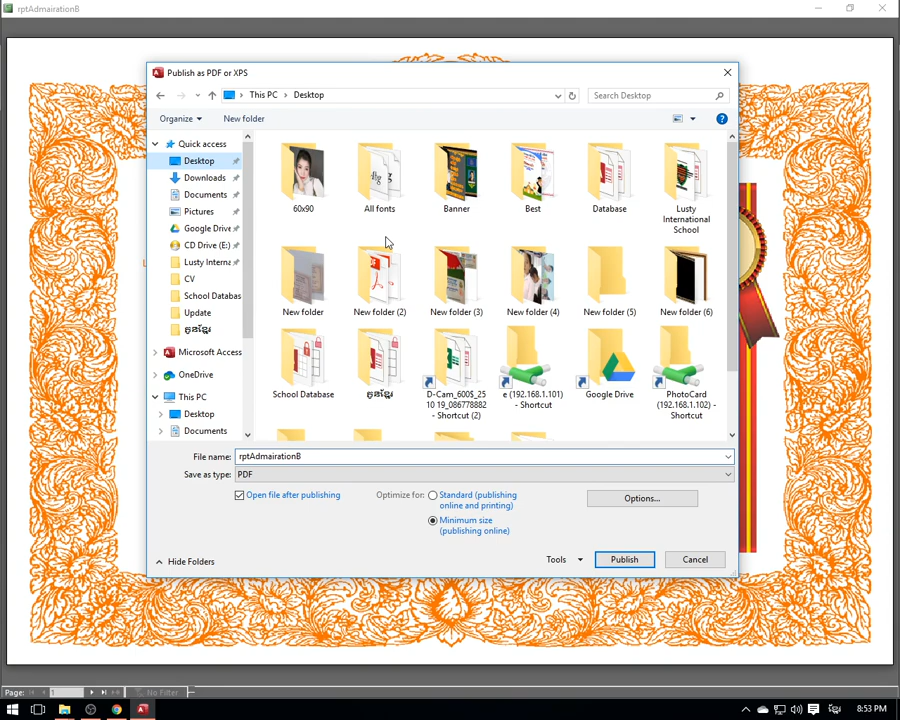 rptAdmairationB
Publish as PDF or XPS
This PC
Desktop
Search Desktop
Organize
New folder
Quick access
Desktop
Downloads
Documents
Pictures
Google Drive
CD Drive (E:)
Lusty Interna
CV
School Databas
Update
កូនខ្មែរ
Microsoft Access
OneDrive
This PC
Desktop
Documents
60x90
All fonts
Banner
Best
Database
Lusty
International
School
New folder
New folder (2)
New folder (3)
New folder (4)
New folder (5)
New folder (6)
School Database
កូនខ្មែរ
D-Cam_600$_25
10 19_086778882
- Shortcut (2)
e (192.168.1.101)
- Shortcut
Google Drive
PhotoCard
(192.168.1.102) -
Shortcut
File name:
rptAdmairationB
Save as type:
PDF
Open file after publishing
Optimize for:
Standard (publishing
online and printing)
Minimum size
(publishing online)
Options...
Hide Folders
Tools
Publish
Cancel
Page:
1
No Filter
8:53 PM